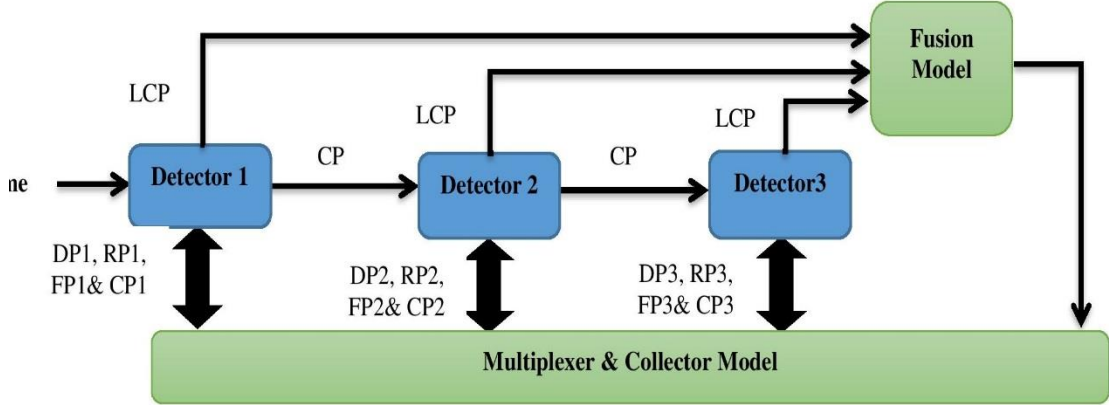 Fusion
Model
LCP
LCP
LCP
CP
CP
me
Detector 1
Detector 2
Detector3
DP1, RP1,
FP1& CP1
DP2, RP2,
FP2& CP2
DP3, RP3,
FP3& CP3
Multiplexer & Collector Model